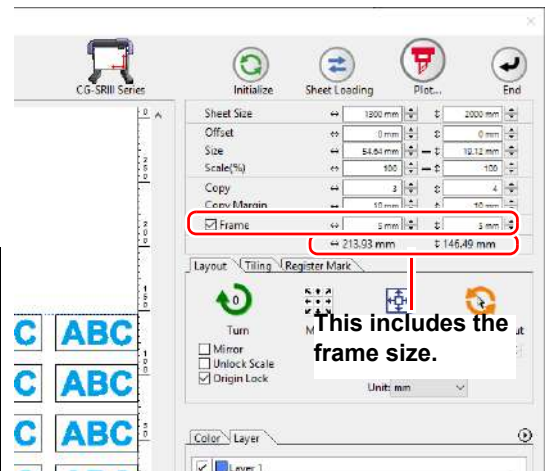 CG-SRIII Series
Initialize
Sheet Loading
Plot...
End
Sheet Size 1300 mm 2000 mm
Offset 0 mm 0 mm
Size 54.64 mm 19.12 mm
Scale(%) 100 100
Copy 3 4
Copy Margin 10 mm 10 mm
Frame 5 mm 5 mm
213.93 mm 146.49 mm
Layout Tiling Register Mark
0
Turn
This includes the
frame size.
Mirror
Unlock Scale
Origin Lock
Unit: mm
ABC
ABC
ABC
Color Layer
Layer 1